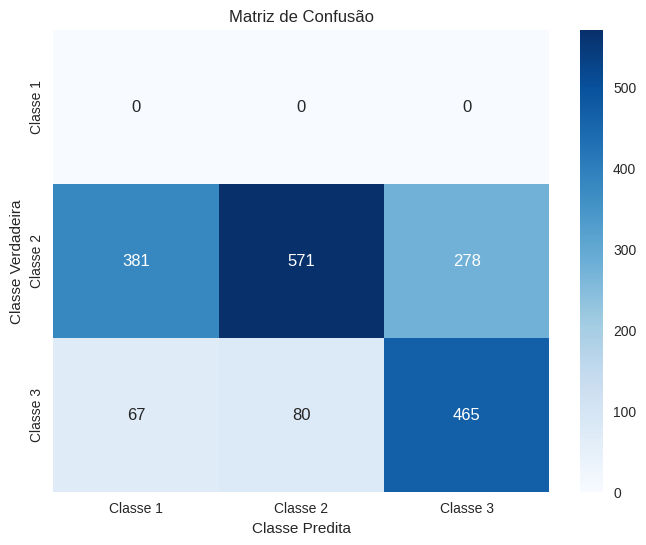 Matriz de Confusão
Classe Verdadeira
Classe 1
0 0 0
Classe 2
381 571 278
Classe 3
67 80 465
Classe 1 Classe 2 Classe 3
Classe Predita
500
400
300
200
100
0